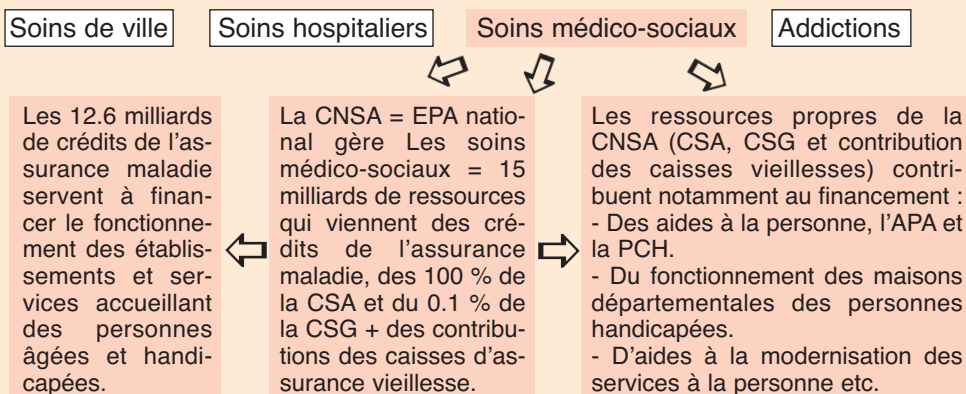 Soins de ville
Soins hospitaliers
Soins médico-sociaux
Addictions
Les 12.6 milliards
de crédits de l'as-
surance maladie
servent à finan-
cer le fonctionne-
ment des établis-
sements et ser-
vices accueillant
des personnes
âgées et handi-
capées.
La CNSA = EPA natio-
nal gère Les soins
médico-sociaux = 15
milliards de ressources
qui viennent des cré-
dits de l'assurance
maladie, des 100 % de
la CSA et du 0.1 % de
la CSG + des contribu-
tions des caisses d'as-
surance vieillesse.
Les ressources propres de la
CNSA (CSA, CSG et contribution
des caisses vieillesses) contri-
buent notamment au financement :
- Des aides à la personne, l'APA et
la PCH.
- Du fonctionnement des maisons
départementales des personnes
handicapées.
- D'aides à la modernisation des
services à la personne etc.